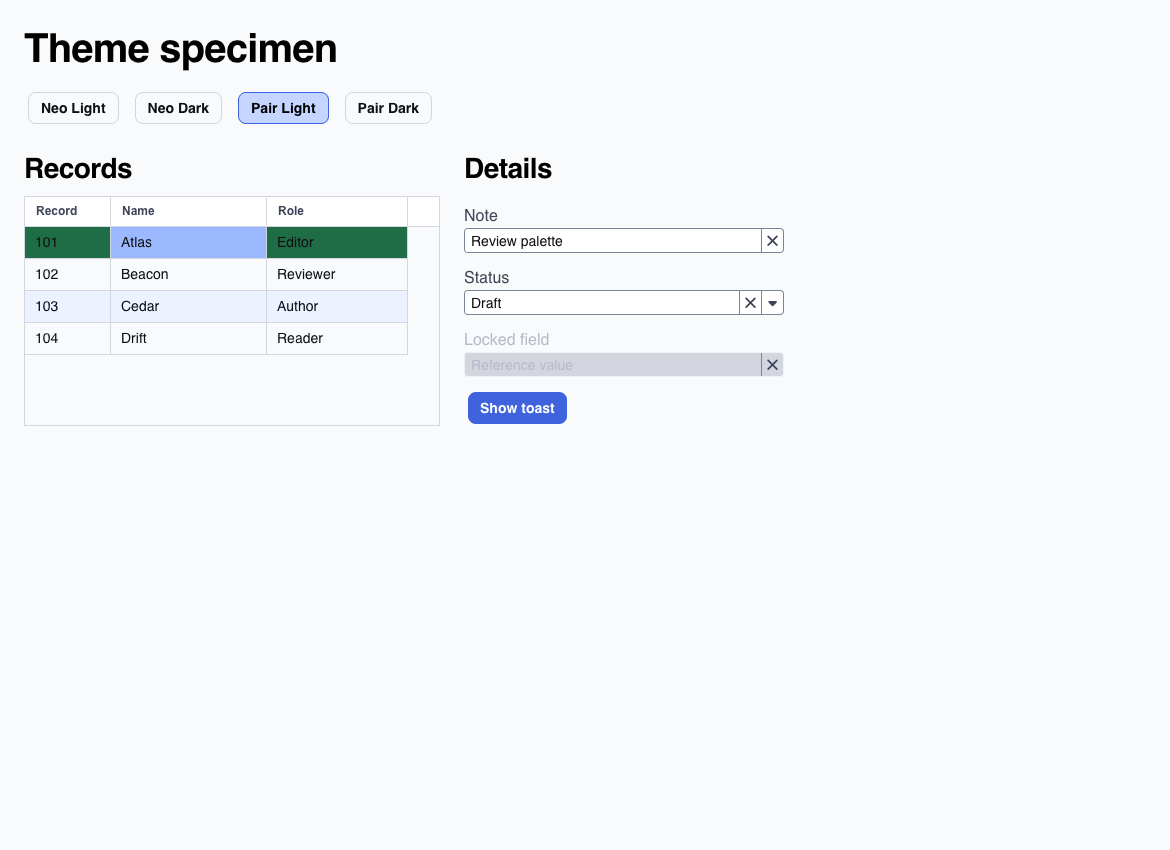 Theme specimen
Neo Light Neo Dark Pair Light Pair Dark
Records
Record Name Role
101 Atlas Editor
102 Beacon Reviewer
103 Cedar Author
104 Drift Reader
Details
Note
Review palette
Status
Draft
Locked field
Reference value
Show toast